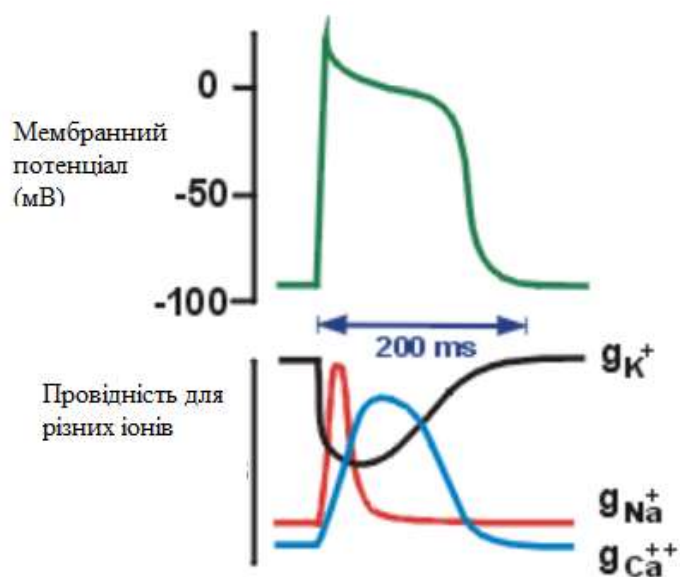 0
Мембранний
потенціал
(мВ)
-50
-100
200 ms
gK+
Провідність для
різних іонів
gNa+
gCa++